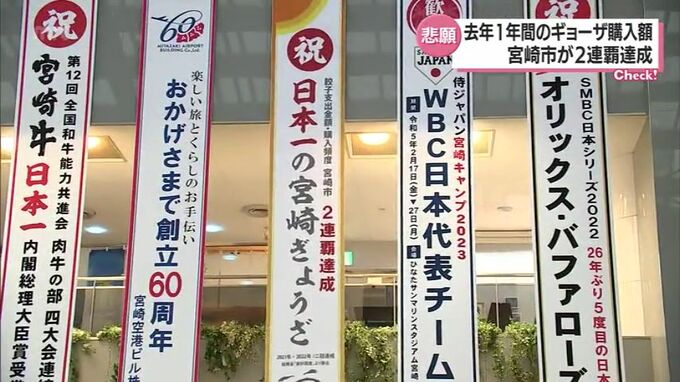 悲願
去年1年間のギョーザ購入額
宮崎市が2連覇達成
Check!
祝
第12回 全国和牛能力共進会 肉牛の部 四大会連続
宮崎牛 日本一 内閣総理大臣賞受賞
60
MIYAZAKI AIRPORT
BUILDING Co.,Ltd.
楽しい旅とくらしのお手伝い
おかげさまで創立60周年
宮崎空港ビル株
祝
餃子支出金額・購入頻度 宮崎市 2連覇達成
日本一の宮崎ぎょうざ
歓
JAPAN
侍ジャパン宮崎キャンプ2023
WBC日本代表チーム
期間 令和5年2月17日(金)▼27日(月)
会場 ひなたサンマリンスタジアム宮崎
祝
SMBC日本シリーズ2022 26年ぶり5度目の日本
オリックス・バファローズ